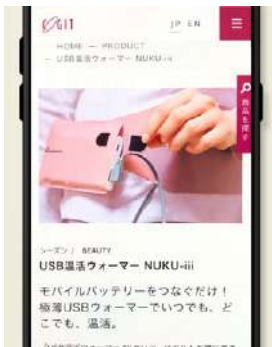 JP EN
HOME — PRODUCT
— USB温活ウォーマー NUKU-iii
商品を探す
シーズン / BEAUTY
USB温活ウォーマー NUKU-iii
モバイルバッテリーをつなぐだけ！
極薄USBウォーマーでいつでも、ど
こでも、温活。